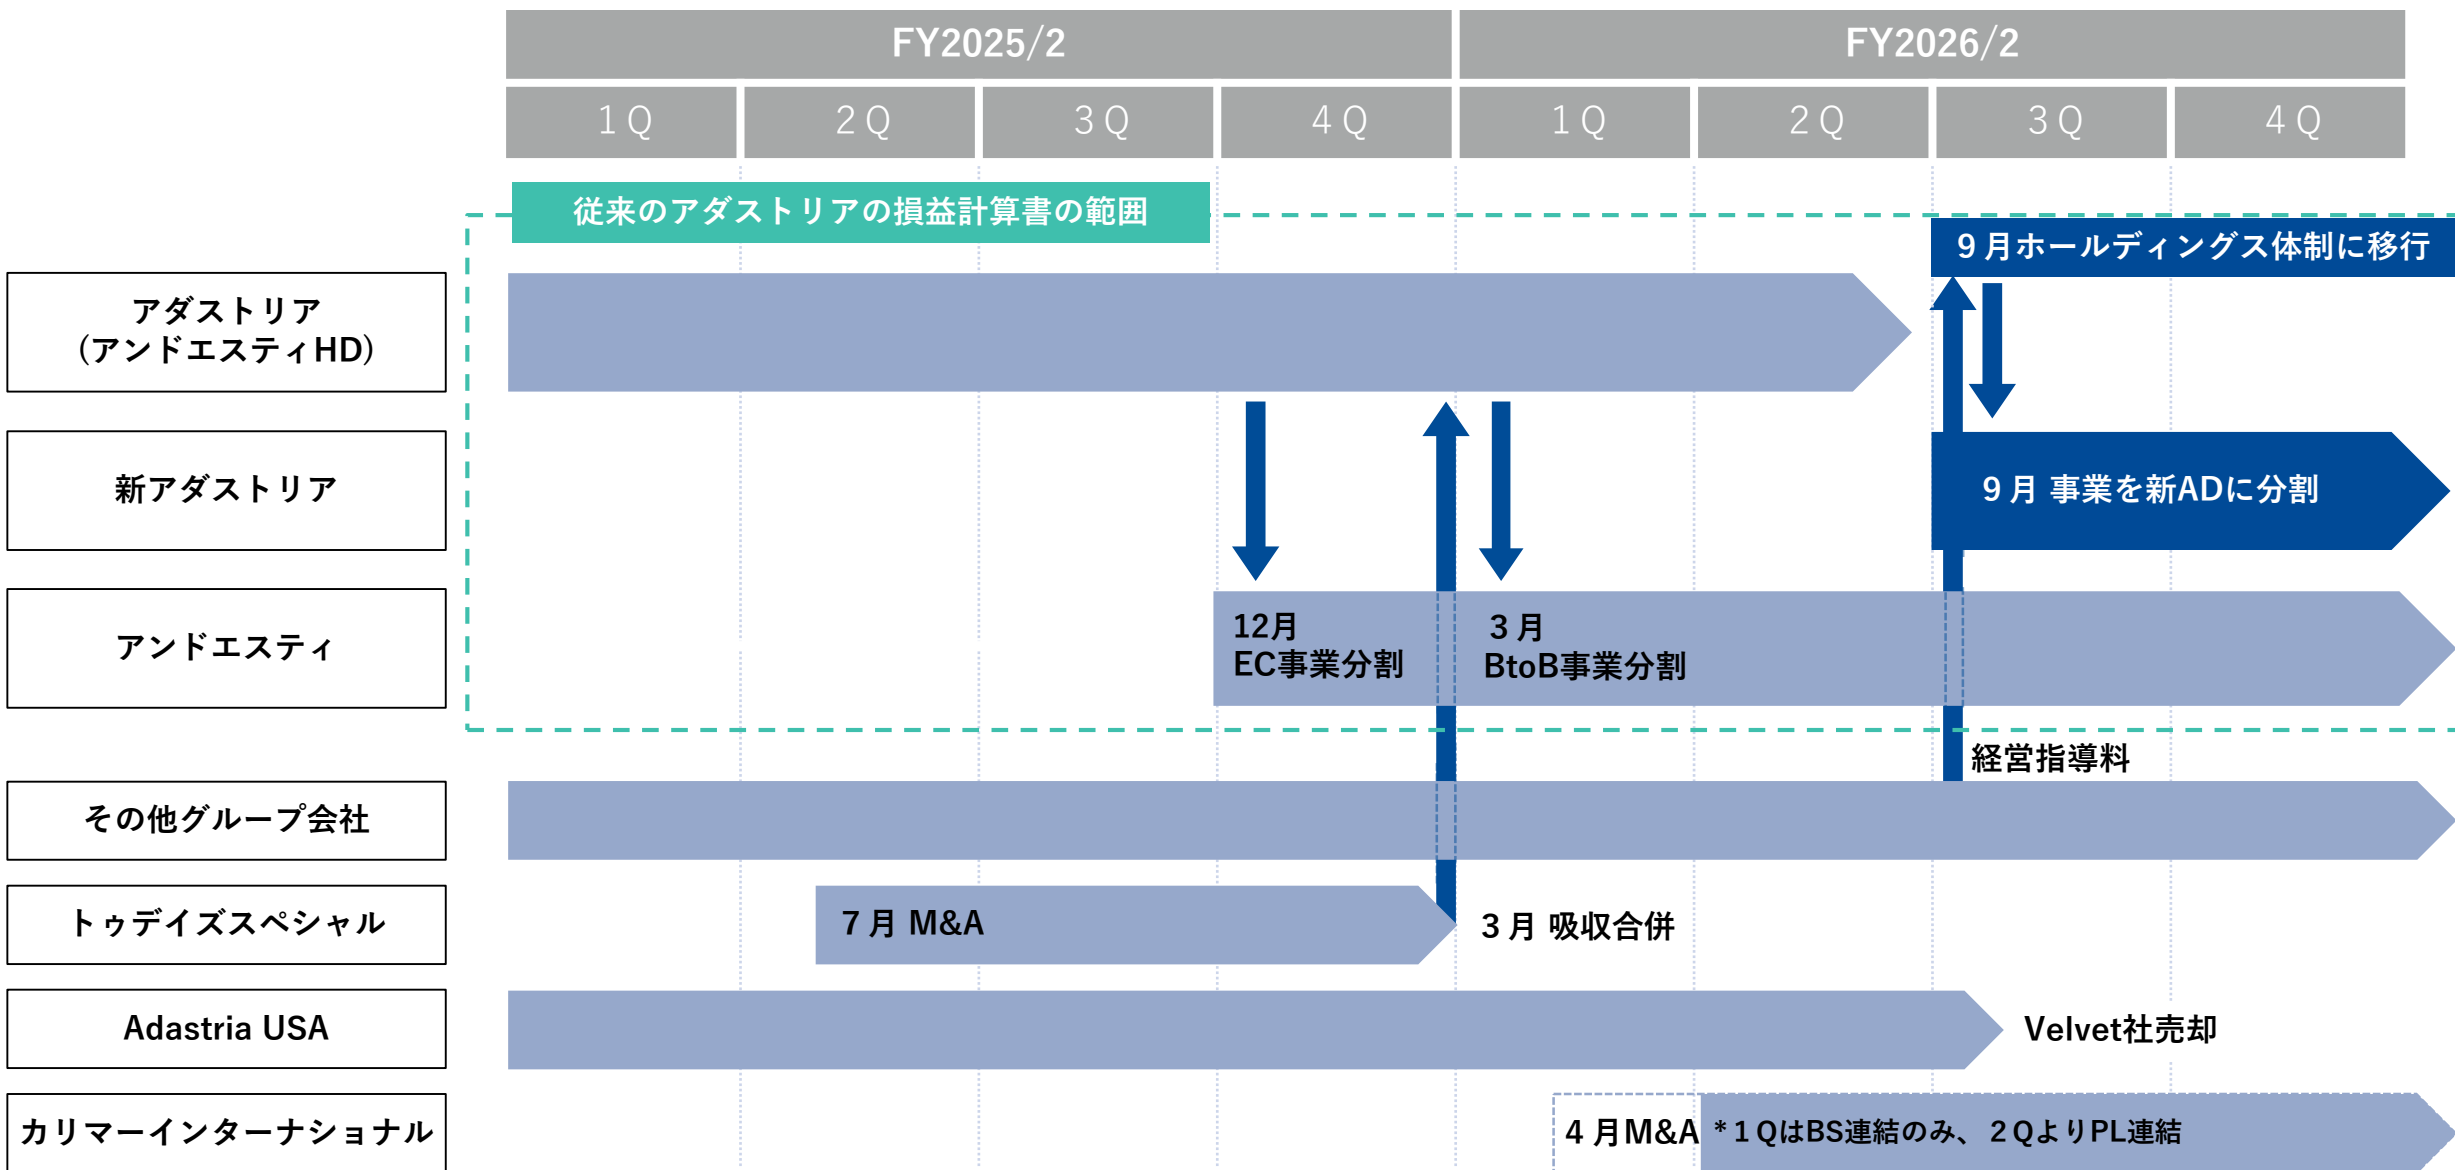 FY2025/2
FY2026/2
1Q
2Q
3Q
4Q
1Q
2Q
3Q
4Q
従来のアダストリアの損益計算書の範囲
9月ホールディングス体制に移行
アダストリア
(アンドエスティHD)
新アダストリア
9月 事業を新ADに分割
アンドエスティ
12月
EC事業分割
3月
BtoB事業分割
経営指導料
その他グループ会社
トゥデイズスペシャル
7月 M&A
3月 吸収合併
Adastria USA
Velvet社売却
カリマーインターナショナル
4月M&A
*1QはBS連結のみ、2QよりPL連結